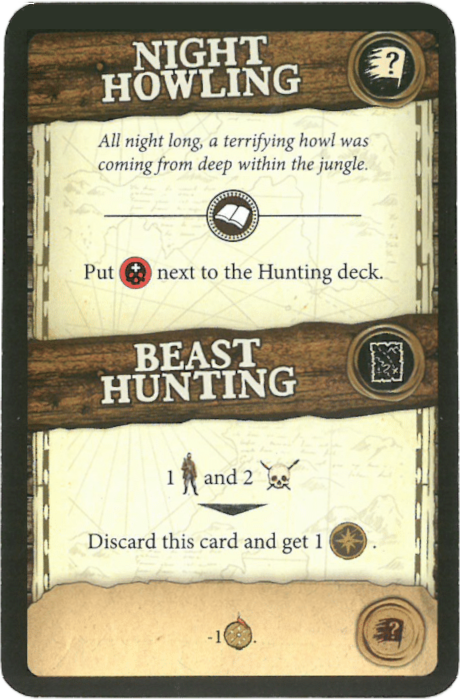 NIGHT
HOWLING
?
All night long, a terrifying howl was
coming from deep within the jungle.
Put next to the Hunting deck.
BEAST
HUNTING
1 and 2
Discard this card and get 1 .
-1 .
?